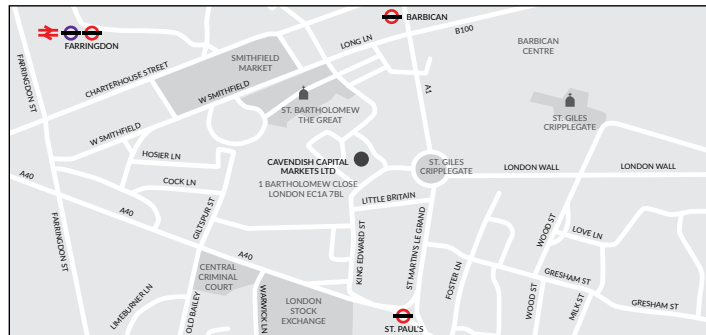 BARBICAN
B100
FARRINGDON
LONG LN
BARBICAN
CENTRE
FARRINGDON ST
CHARTERHOUSE STREET
SMITHFIELD
MARKET
A1
W SMITHFIELD
ST. BARTHOLOMEW
THE GREAT
ST. GILES
CRIPPLEGATE
W SMITHFIELD
HOSIER LN
CAVENDISH CAPITAL
MARKETS LTD
ST. GILES
CRIPPLEGATE
LONDON WALL
LONDON WALL
A40
COCK LN
1 BARTHOLOMEW CLOSE
LONDON EC1A 7BL
LITTLE BRITAIN
A40
GILTSPUR ST
FARRINGDON ST
KING EDWARD ST
ST MARTIN'S LE GRAND
WOOD ST
LOVE LN
A40
CENTRAL
CRIMINAL
COURT
FOSTER LN
GRESHAM ST
LIMEBURNER LN
OLD BAILEY
WARWICK LN
LONDON
STOCK
EXCHANGE
WOOD ST
MILK ST
GRESHAM ST
ST. PAUL'S